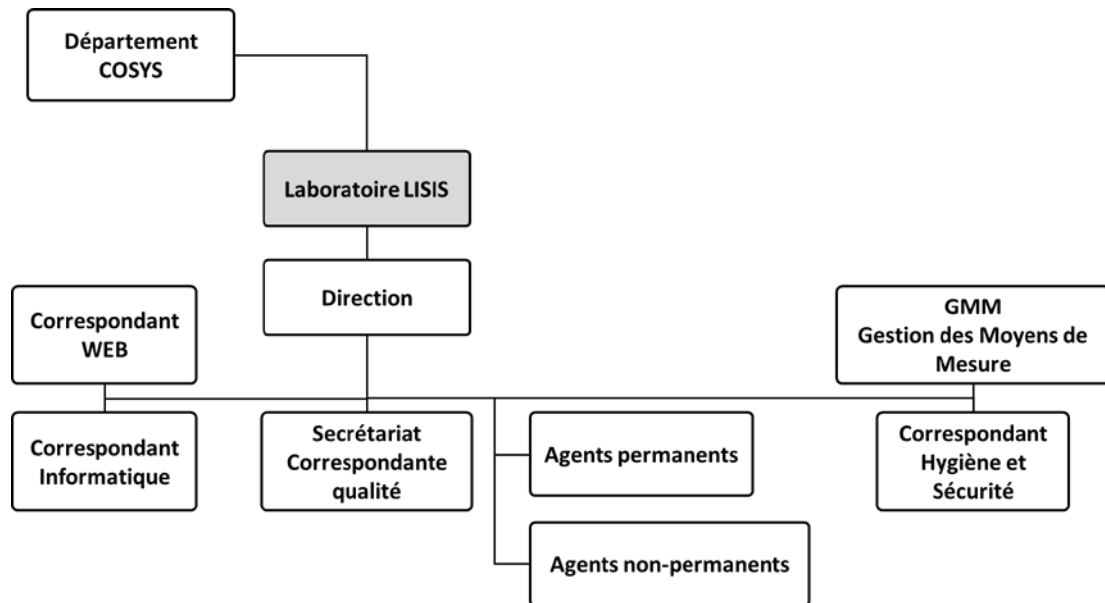 Département
COSYS
Laboratoire LISIS
Direction
Correspondant
WEB
GMM
Gestion des Moyens de
Mesure
Correspondant
Informatique
Secrétariat
Correspondante
qualité
Agents permanents
Correspondant
Hygiène et
Sécurité
Agents non-permanents